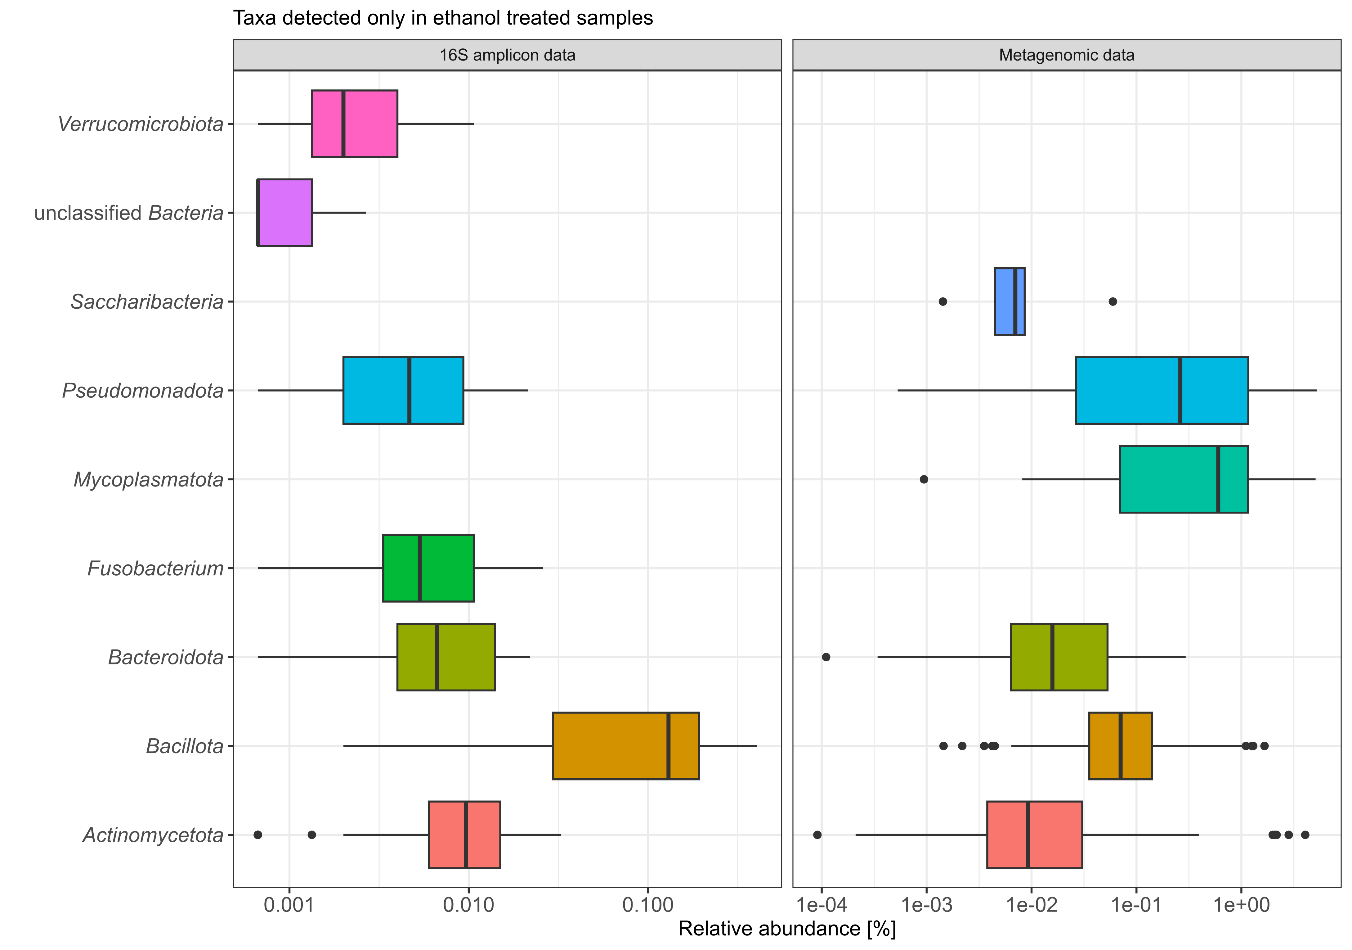 Taxa detected only in ethanol treated samples
16S amplicon data
Metagenomic data
Verrucomicrobiota
unclassified Bacteria
Saccharibacteria
Pseudomonadota
Mycoplasmatota
Fusobacterium
Bacteroidota
Bacillota
Actinomycetota
0.001 0.010 0.100
1e-04 1e-03 1e-02 1e-01 1e+00
Relative abundance [%]